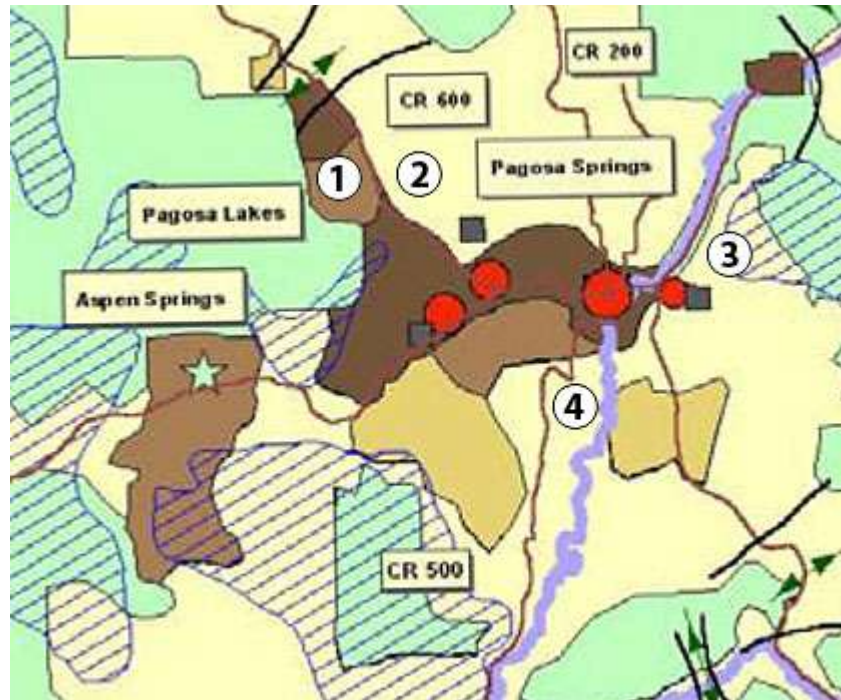 CR 200
CR 600
Pagosa Springs
1
2
Pagosa Lakes
3
Aspen Springs
4
CR 500